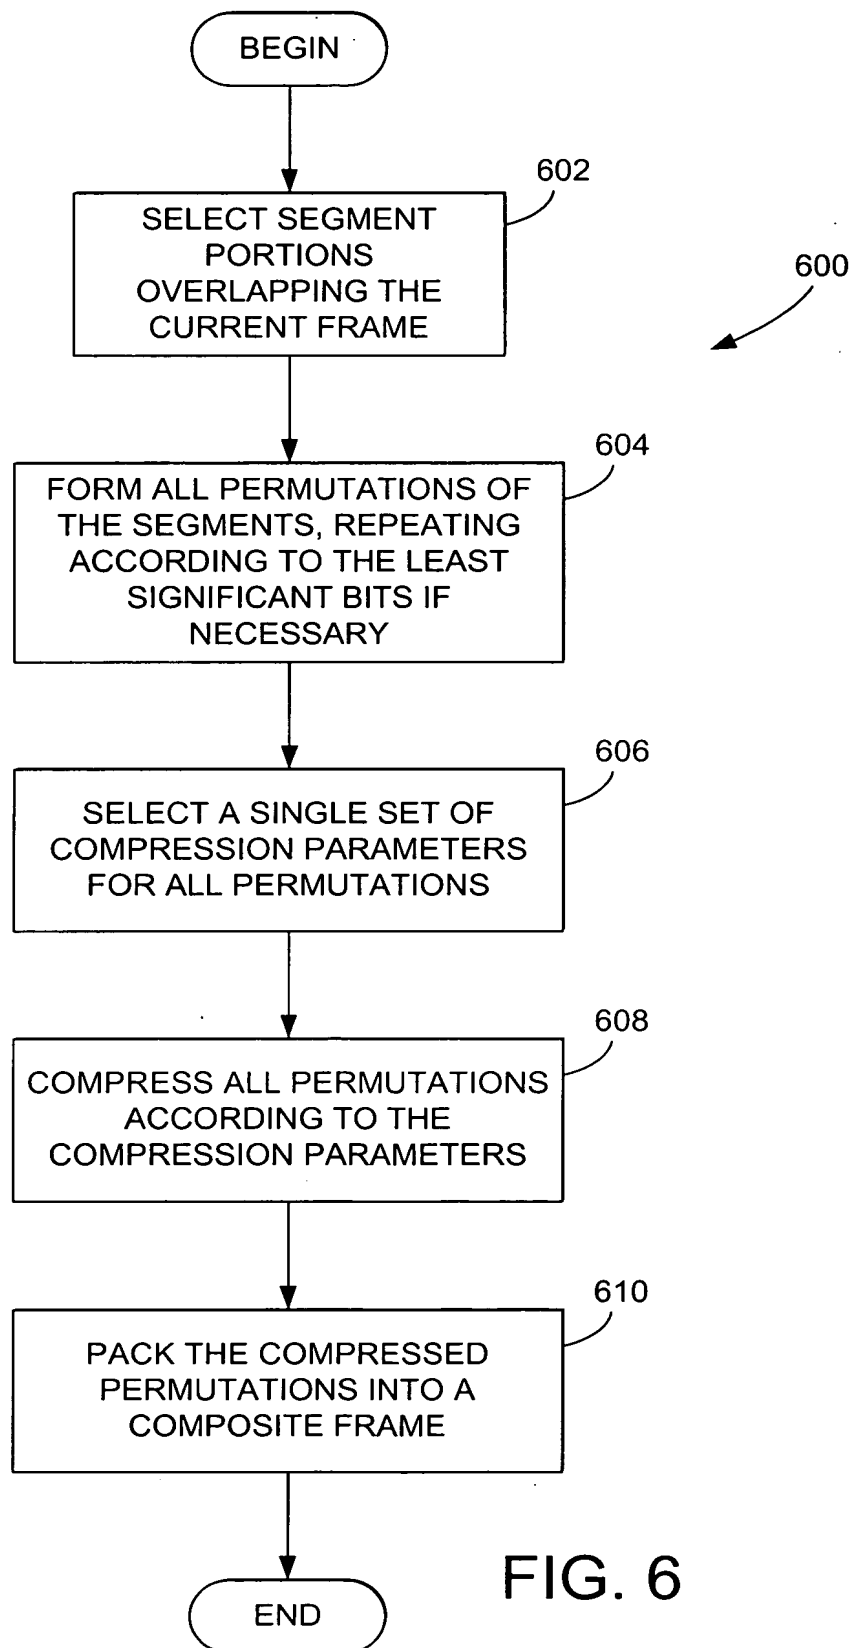 BEGIN
602
SELECT SEGMENT
PORTIONS
OVERLAPPING THE
CURRENT FRAME
600
604
FORM ALL PERMUTATIONS OF
THE SEGMENTS, REPEATING
ACCORDING TO THE LEAST
SIGNIFICANT BITS IF
NECESSARY
606
SELECT A SINGLE SET OF
COMPRESSION PARAMETERS
FOR ALL PERMUTATIONS
608
COMPRESS ALL PERMUTATIONS
ACCORDING TO THE
COMPRESSION PARAMETERS
610
PACK THE COMPRESSED
PERMUTATIONS INTO A
COMPOSITE FRAME
END
FIG. 6